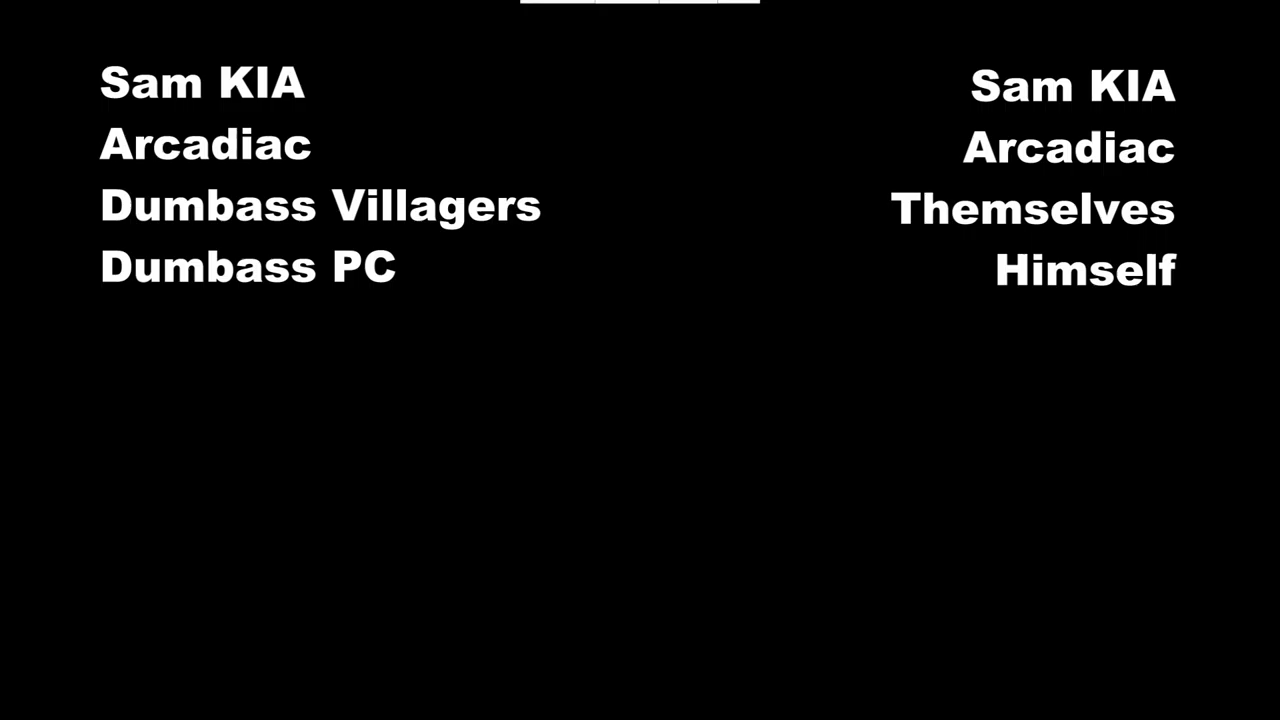 Sam KIA Sam KIA
Arcadiac Arcadiac
Dumbass Villagers Themselves
Dumbass PC Himself